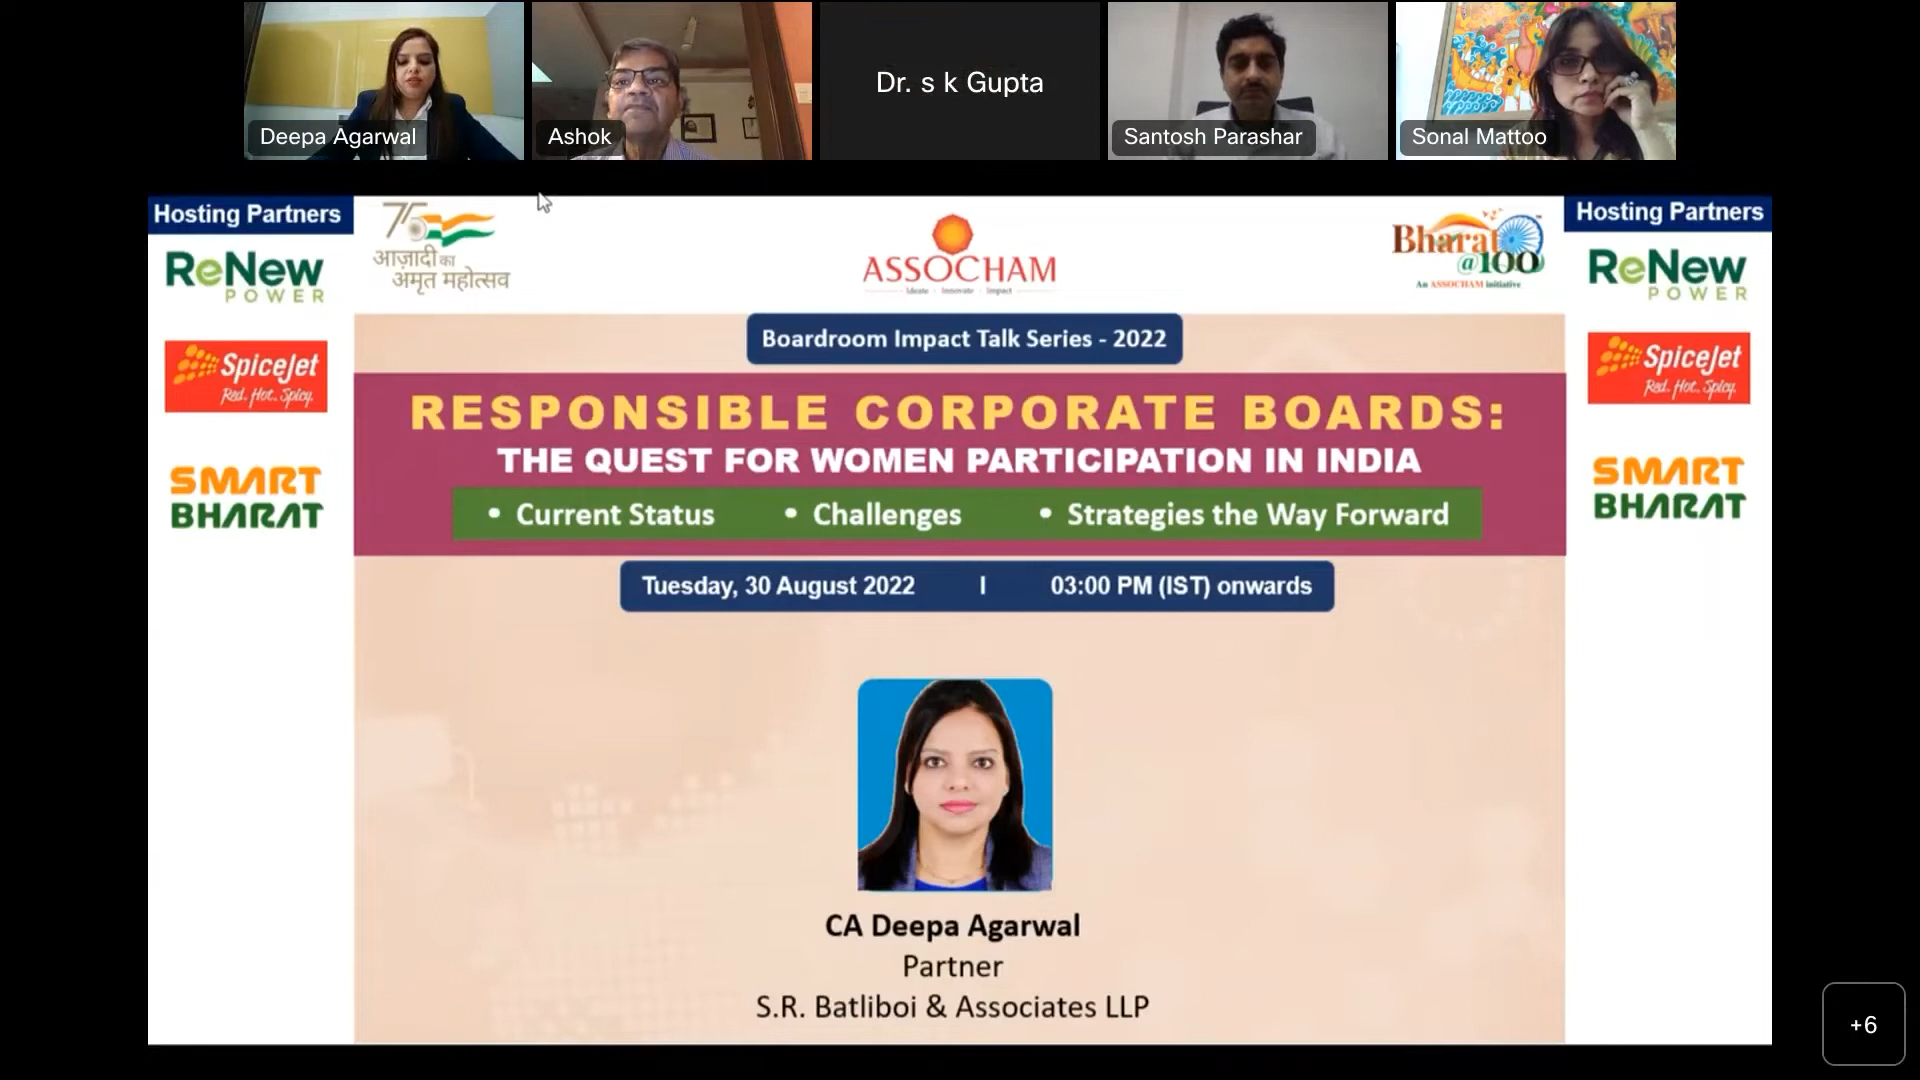 Deepa Agarwal
Ashok
Dr. s k Gupta
Santosh Parashar
Sonal Mattoo
Hosting Partners
ReNew
POWER
SpiceJet
Red. Hot. Spicy.
SMART
BHARAT
75
आज़ादी का
अमृत महोत्सव
ASSOCHAM
Ideate - Innovate - Impact
Bharat
@100
An ASSOCHAM initiative
Hosting Partners
ReNew
POWER
SpiceJet
Red. Hot. Spicy.
SMART
BHARAT
Boardroom Impact Talk Series - 2022
RESPONSIBLE CORPORATE BOARDS:
THE QUEST FOR WOMEN PARTICIPATION IN INDIA
• Current Status • Challenges • Strategies the Way Forward
Tuesday, 30 August 2022 I 03:00 PM (IST) onwards
CA Deepa Agarwal
Partner
S.R. Batliboi & Associates LLP
+6